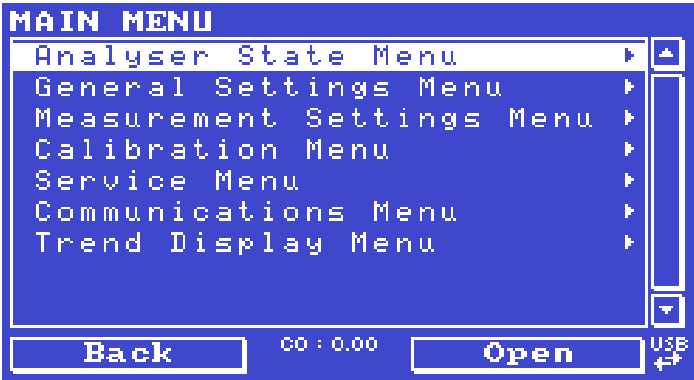 MAIN MENU
Analyser State Menu
General Settings Menu
Measurement Settings Menu
Calibration Menu
Service Menu
Communications Menu
Trend Display Menu
Back
CO : 0.00
Open
USB